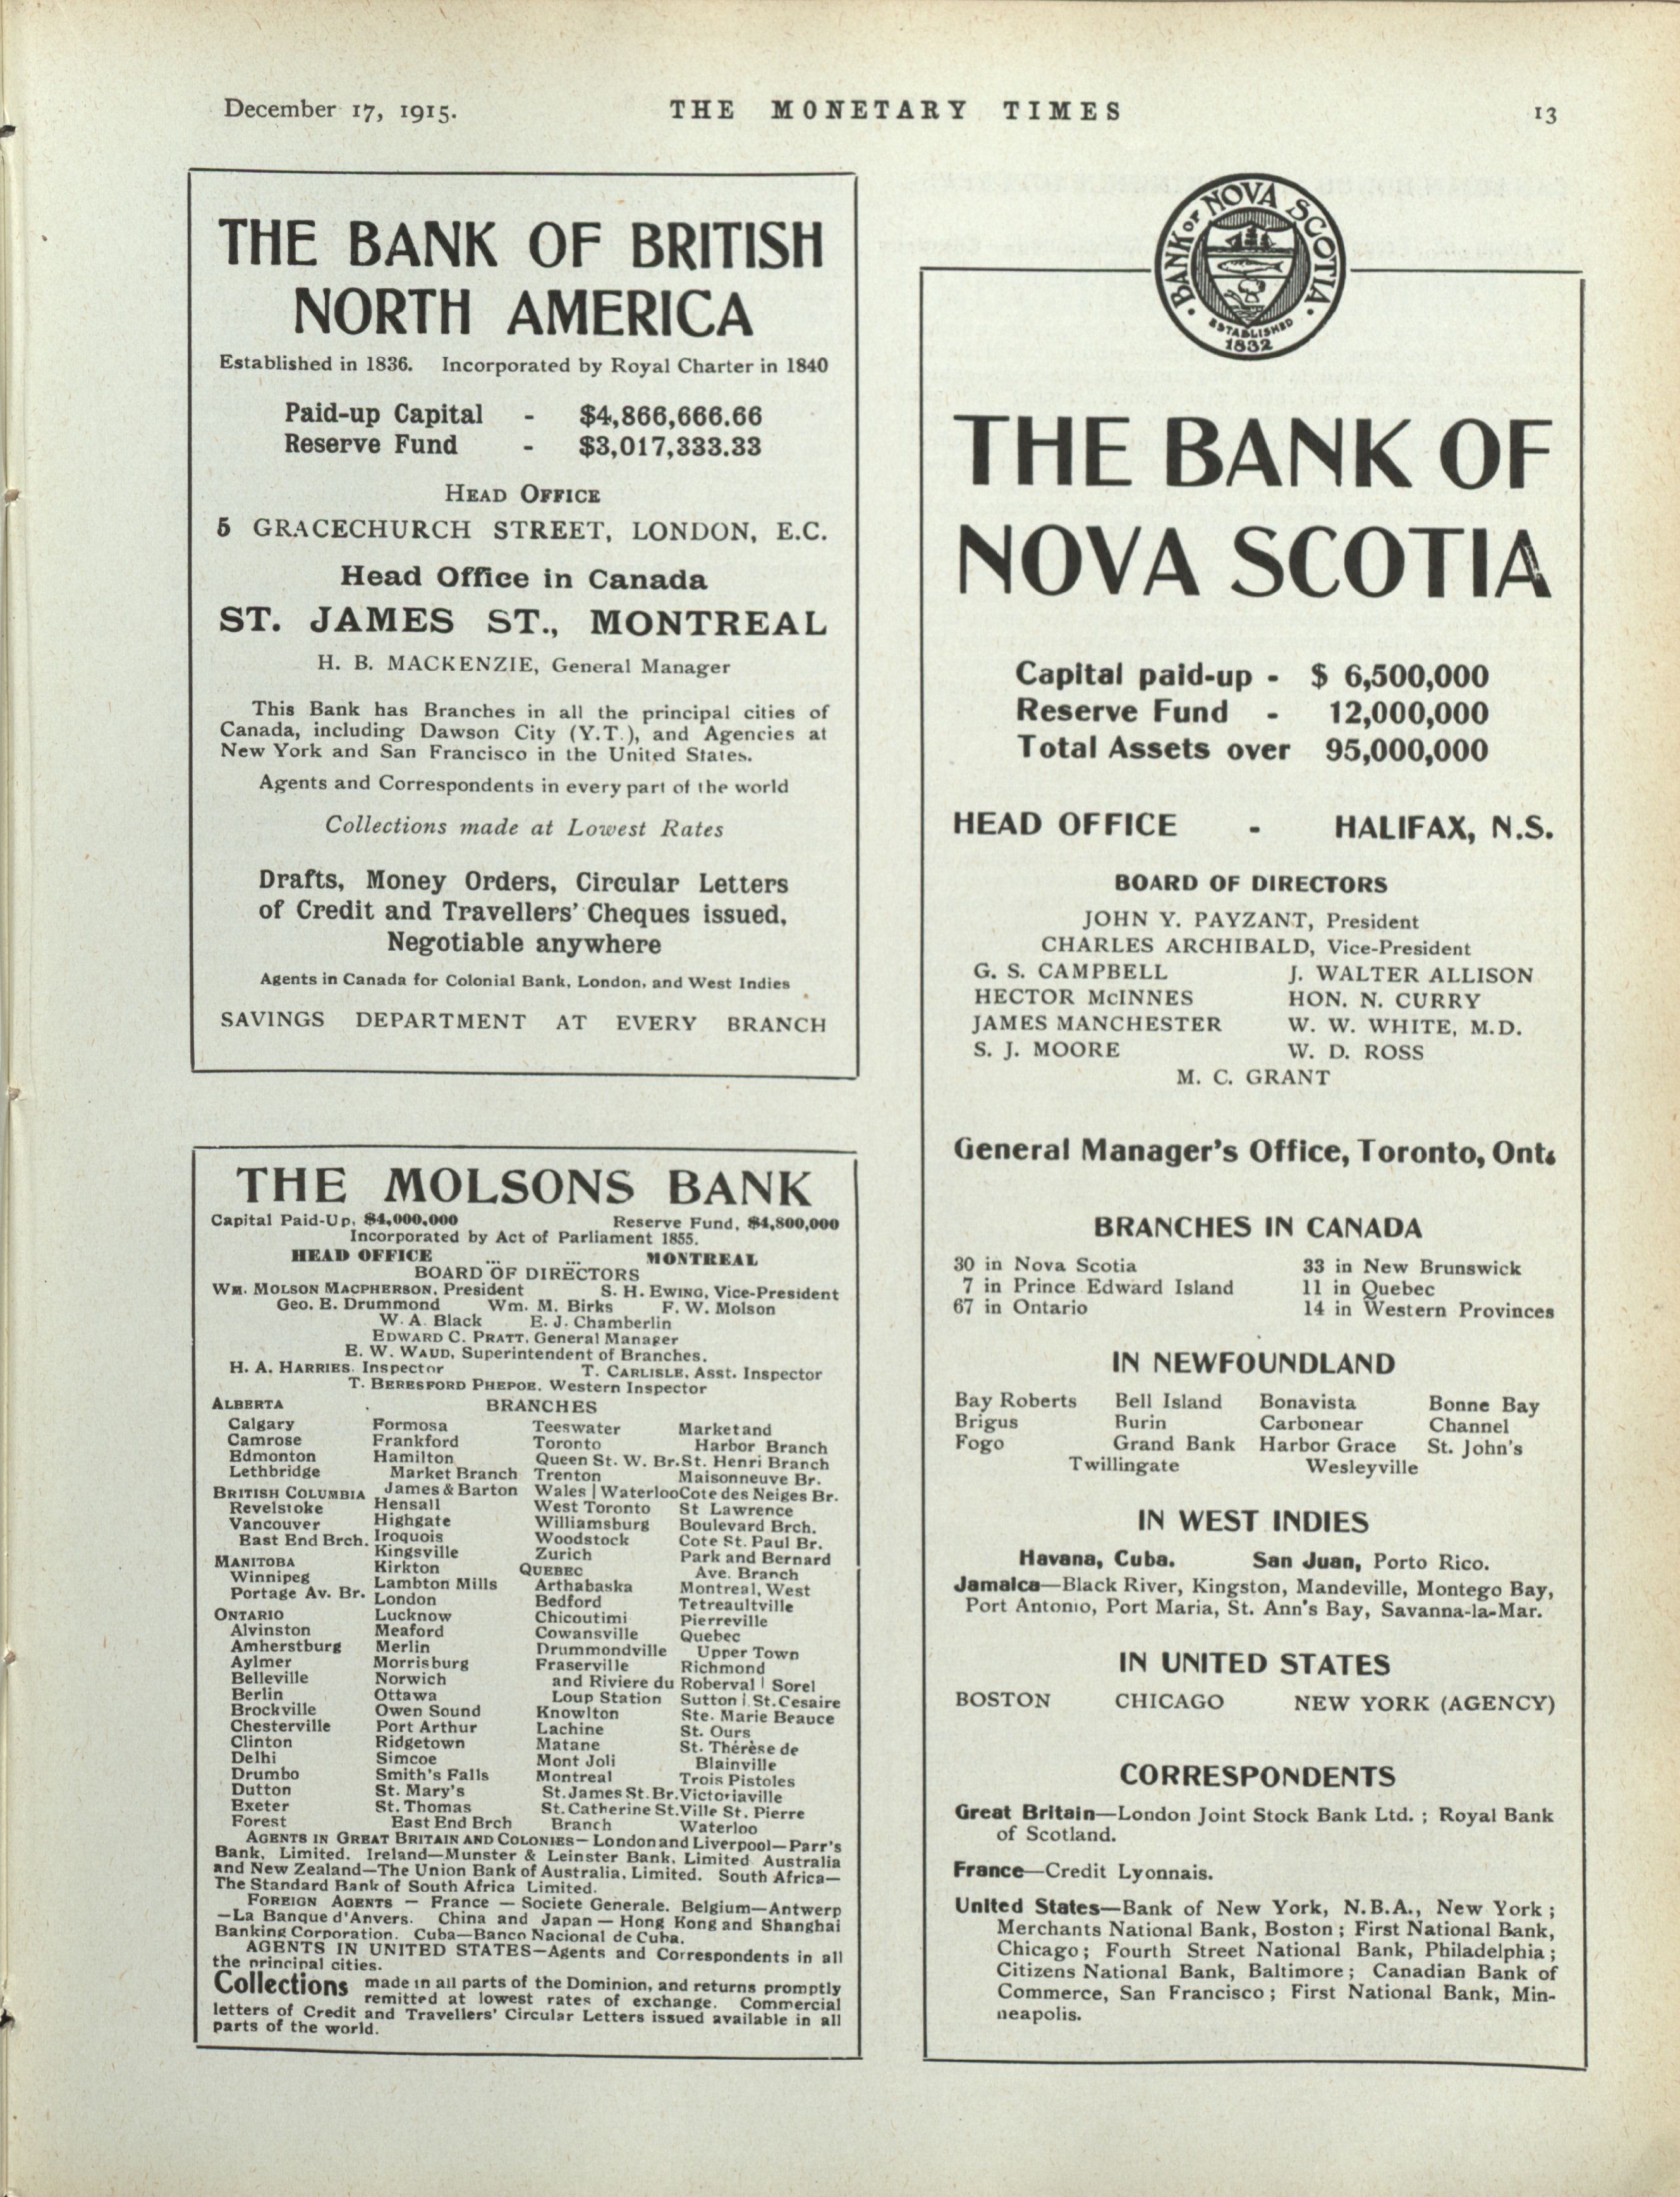 December 17, 1915.
THE MONETARY TIMES
13
THE BANK OF BRITISH
NORTH AMERICA
Established in 1836. Incorporated by Royal Charter in 1840
Paid-up Capital - $4,866,666.66
Reserve Fund - $3,017,333.33
HEAD OFFICE
5 GRACECHURCH STREET, LONDON, E.C.
Head Office in Canada
ST. JAMES ST., MONTREAL
H. B. MACKENZIE, General Manager
This Bank has Branches in all the principal cities of
Canada, including Dawson City (Y.T.), and Agencies at
New York and San Francisco in the United States.
Agents and Correspondents in every part of the world
Collections made at Lowest Rates
Drafts, Money Orders, Circular Letters
of Credit and Travellers' Cheques issued.
Negotiable anywhere
Agents in Canada for Colonial Bank, London, and West Indies
SAVINGS DEPARTMENT AT EVERY BRANCH
THE MOLSONS BANK
Capital Paid-Up, $4,000,000 Reserve Fund, $4,800,000
Incorporated by Act of Parliament 1855.
HEAD OFFICE ... ... MONTREAL
BOARD OF DIRECTORS
WM. MOLSON MACPHERSON, President S. H. EWING, Vice-President
Geo. E. Drummond Wm. M. Birks F. W. Molson
W. A. Black E. J. Chamberlin
EDWARD C. PRATT, General Manager
E. W. WAUD, Superintendent of Branches.
H. A. HARRIES. Inspector T. CARLISLE, Asst. Inspector
T. BERESFORD PHEPOE, Western Inspector
BRANCHES
ALBERTA
Calgary
Camrose
Edmonton
Lethbridge
BRITISH COLUMBIA
Revelstoke
Vancouver
East End Brch.
MANITOBA
Winnipeg
Portage Av. Br.
ONTARIO
Alvinston
Amherstburg
Aylmer
Belleville
Berlin
Brockville
Chesterville
Clinton
Delhi
Drumbo
Dutton
Exeter
Forest
Formosa
Frankford
Hamilton
Market Branch
James & Barton
Hensall
Highgate
Iroquois
Kingsville
Kirkton
Lambton Mills
London
Lucknow
Meaford
Merlin
Morrisburg
Norwich
Ottawa
Owen Sound
Port Arthur
Ridgetown
Simcoe
Smith's Falls
St. Mary's
St. Thomas
East End Brch
Teeswater
Toronto
Queen St. W. Br.
Trenton
Wales | Waterloo
West Toronto
Williamsburg
Woodstock
Zurich
QUEBEC
Arthabaska
Bedford
Chicoutimi
Cowansville
Drummondville
Fraserville
and Riviere du
Loup Station
Knowlton
Lachine
Matane
Mont Joli
Montreal
St. James St. Br.
St. Catherine St.
Branch
Market and
Harbor Branch
St. Henri Branch
Maisonneuve Br.
Cote des Neiges Br.
St Lawrence
Boulevard Brch.
Cote St. Paul Br.
Park and Bernard
Ave. Branch
Montreal, West
Tetreaultville
Pierreville
Quebec
Upper Town
Richmond
Roberval | Sorel
Sutton | St. Cesaire
Ste. Marie Beauce
St. Ours
St. Thérèse de
Blainville
Trois Pistoles
Victoriaville
Ville St. Pierre
Waterloo
AGENTS IN GREAT BRITAIN AND COLONIES—London and Liverpool—Parr's
Bank, Limited. Ireland—Munster & Leinster Bank, Limited. Australia
and New Zealand—The Union Bank of Australia, Limited. South Africa—
The Standard Bank of South Africa Limited.
FOREIGN AGENTS — France — Societe Generale. Belgium—Antwerp
—La Banque d'Anvers. China and Japan — Hong Kong and Shanghai
Banking Corporation. Cuba—Banco Nacional de Cuba.
AGENTS IN UNITED STATES—Agents and Correspondents in all
the principal cities.
Collections made in all parts of the Dominion, and returns promptly
remitted at lowest rates of exchange. Commercial
letters of Credit and Travellers' Circular Letters issued available in all
parts of the world.
BANK OF NOVA SCOTIA
ESTABLISHED
1832
THE BANK OF
NOVA SCOTIA
Capital paid-up - $ 6,500,000
Reserve Fund - 12,000,000
Total Assets over 95,000,000
HEAD OFFICE - HALIFAX, N.S.
BOARD OF DIRECTORS
JOHN Y. PAYZANT, President
CHARLES ARCHIBALD, Vice-President
G. S. CAMPBELL J. WALTER ALLISON
HECTOR McINNES HON. N. CURRY
JAMES MANCHESTER W. W. WHITE, M.D.
S. J. MOORE W. D. ROSS
M. C. GRANT
General Manager's Office, Toronto, Ont.
BRANCHES IN CANADA
30 in Nova Scotia 33 in New Brunswick
7 in Prince Edward Island 11 in Quebec
67 in Ontario 14 in Western Provinces
IN NEWFOUNDLAND
Bay Roberts Bell Island Bonavista Bonne Bay
Brigus Burin Carbonear Channel
Fogo Grand Bank Harbor Grace St. John's
Twillingate Wesleyville
IN WEST INDIES
Havana, Cuba. San Juan, Porto Rico.
Jamaica—Black River, Kingston, Mandeville, Montego Bay,
Port Antonio, Port Maria, St. Ann's Bay, Savanna-la-Mar.
IN UNITED STATES
BOSTON CHICAGO NEW YORK (AGENCY)
CORRESPONDENTS
Great Britain—London Joint Stock Bank Ltd. ; Royal Bank
of Scotland.
France—Credit Lyonnais.
United States—Bank of New York, N.B.A., New York ;
Merchants National Bank, Boston ; First National Bank,
Chicago ; Fourth Street National Bank, Philadelphia ;
Citizens National Bank, Baltimore ; Canadian Bank of
Commerce, San Francisco ; First National Bank, Min-
neapolis.